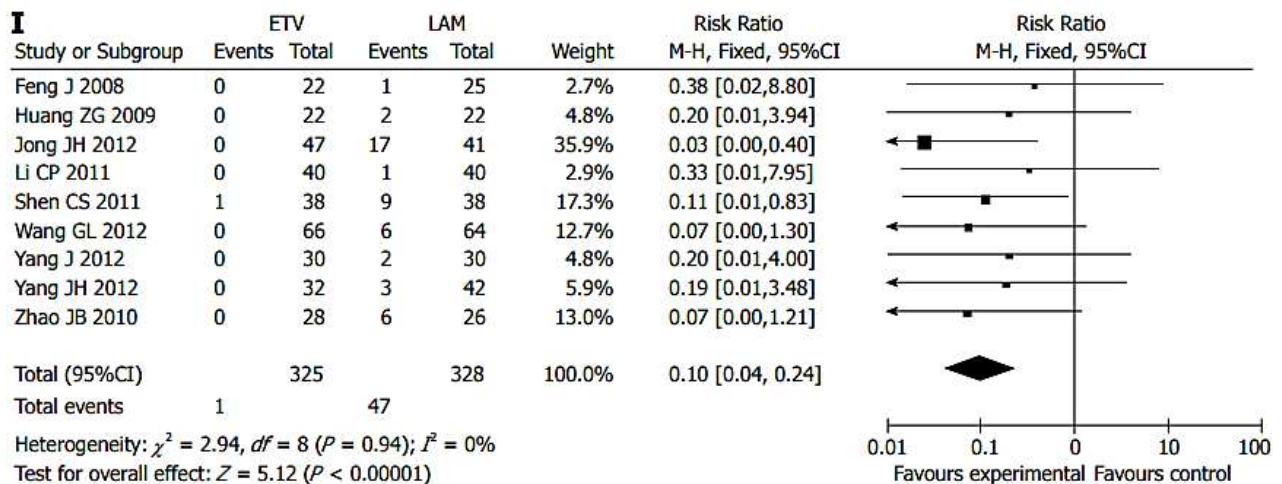 I
ETV LAM Risk Ratio Risk Ratio
Study or Subgroup Events Total Events Total Weight M-H, Fixed, 95%CI M-H, Fixed, 95%CI
Feng J 2008 0 22 1 25 2.7% 0.38 [0.02,8.80]
Huang ZG 2009 0 22 2 22 4.8% 0.20 [0.01,3.94]
Jong JH 2012 0 47 17 41 35.9% 0.03 [0.00,0.40]
Li CP 2011 0 40 1 40 2.9% 0.33 [0.01,7.95]
Shen CS 2011 1 38 9 38 17.3% 0.11 [0.01,0.83]
Wang GL 2012 0 66 6 64 12.7% 0.07 [0.00,1.30]
Yang J 2012 0 30 2 30 4.8% 0.20 [0.01,4.00]
Yang JH 2012 0 32 3 42 5.9% 0.19 [0.01,3.48]
Zhao JB 2010 0 28 6 26 13.0% 0.07 [0.00,1.21]
Total (95%CI) 325 328 100.0% 0.10 [0.04, 0.24]
Total events 1 47
Heterogeneity: χ² = 2.94, df = 8 (P = 0.94); I² = 0%
Test for overall effect: Z = 5.12 (P < 0.00001)
0.01 0.1 0 10 100
Favours experimental Favours control